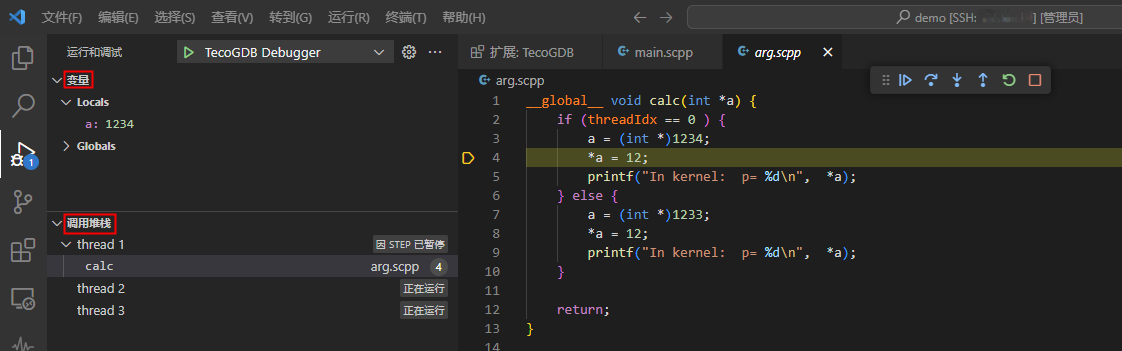 文件(F) 编辑(E) 选择(S) 查看(V) 转到(G) 运行(R) 终端(T) 帮助(H) demo [SSH: ] [管理员]
运行和调试 TecoGDB Debugger
变量
Locals
a: 1234
Globals
1
调用堆栈
thread 1 因 STEP 已暂停
calc arg.scpp 4
thread 2 正在运行
thread 3 正在运行
扩展: TecoGDB main.scpp arg.scpp
arg.scpp
1 __global__ void calc(int *a) {
2 if (threadIdx == 0 ) {
3 a = (int *)1234;
4 *a = 12;
5 printf("In kernel:  p= %d\n",  *a);
6 } else {
7 a = (int *)1233;
8 *a = 12;
9 printf("In kernel:  p= %d\n",  *a);
10 }
11
12 return;
13 }
14